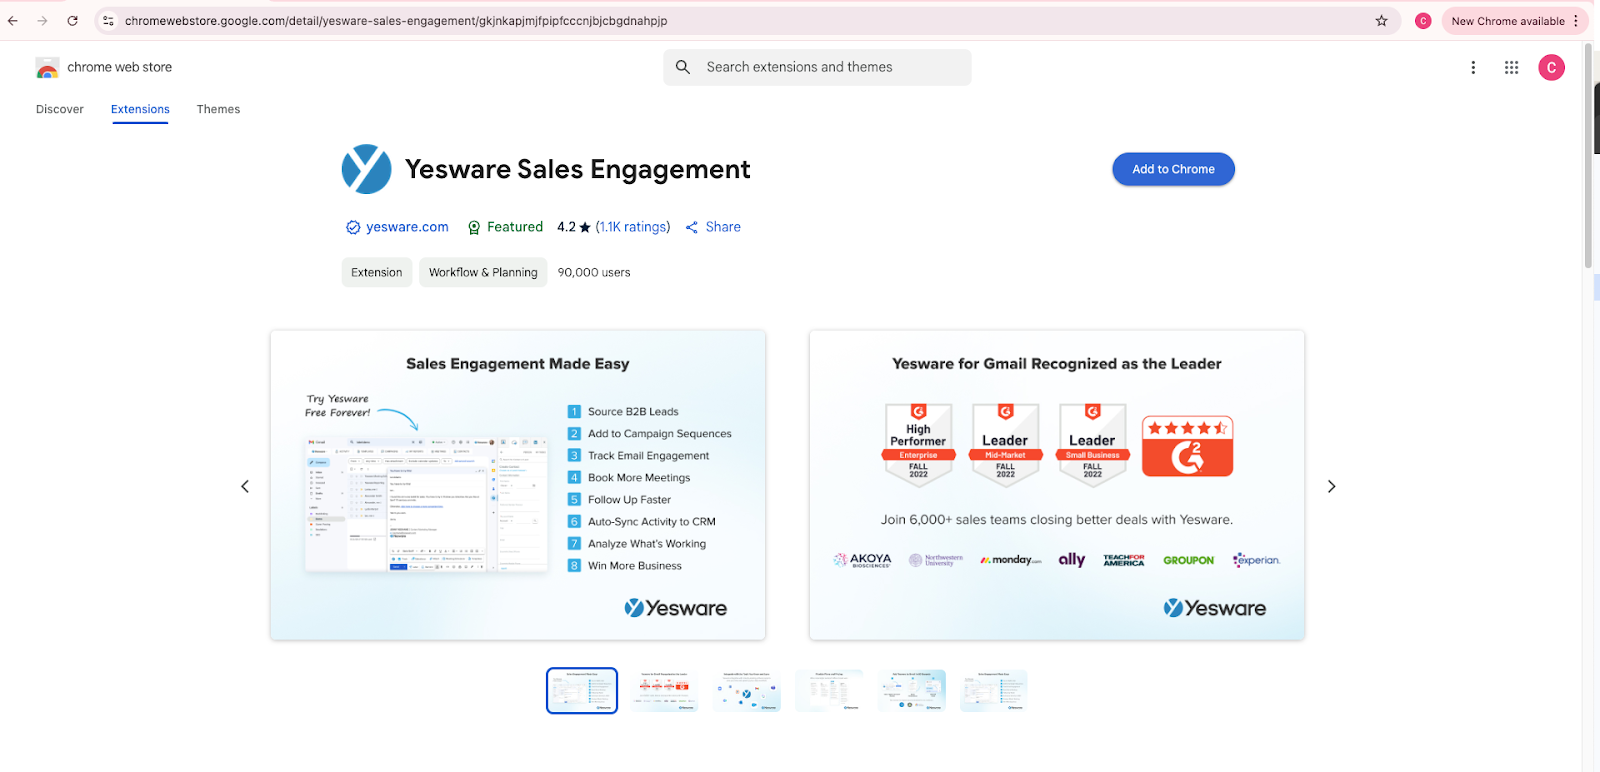 chromewebstore.google.com/detail/yesware-sales-engagement/gkjnkapjmjfpipfcccnjbjcbgdnahpjp
C
New Chrome available
chrome web store
Search extensions and themes
C
Discover
Extensions
Themes
Yesware Sales Engagement
Add to Chrome
yesware.com
Featured
4.2 ★ (1.1K ratings)
Share
Extension
Workflow & Planning
90,000 users
Sales Engagement Made Easy
Try Yesware
Free Forever!
1 Source B2B Leads
2 Add to Campaign Sequences
3 Track Email Engagement
4 Book More Meetings
5 Follow Up Faster
6 Auto-Sync Activity to CRM
7 Analyze What's Working
8 Win More Business
Yesware
Yesware for Gmail Recognized as the Leader
High
Performer
Enterprise
FALL
2022
Leader
Mid-Market
FALL
2022
Leader
Small Business
FALL
2022
G2
Join 6,000+ sales teams closing better deals with Yesware.
AKOYA
BIOSCIENCES
Northwestern
University
monday.com
ally
TEACHFOR
AMERICA
GROUPON
experian.
Yesware